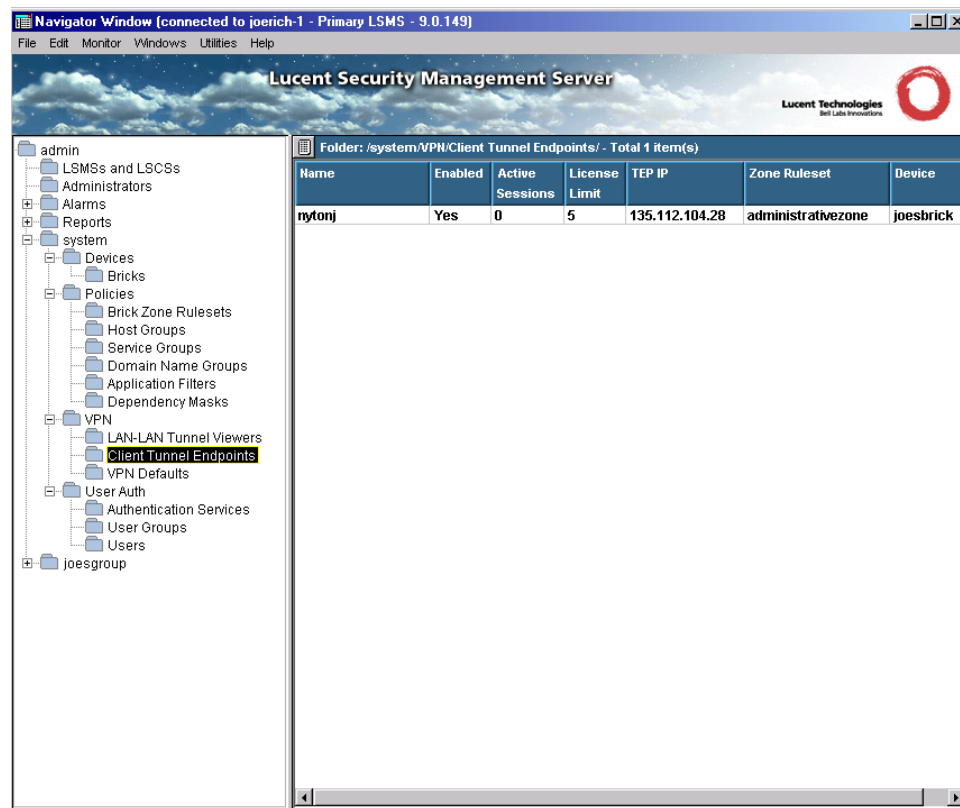 Navigator Window (connected to joerich-1 - Primary LSMS - 9.0.149)
File Edit Monitor Windows Utilities Help
Lucent Security Management Server
Lucent Technologies
Bell Labs Innovations
admin
LSMSs and LSCSs
Administrators
Alarms
Reports
system
Devices
Bricks
Policies
Brick Zone Rulesets
Host Groups
Service Groups
Domain Name Groups
Application Filters
Dependency Masks
VPN
LAN-LAN Tunnel Viewers
Client Tunnel Endpoints
VPN Defaults
User Auth
Authentication Services
User Groups
Users
joesgroup
Folder: /system/VPN/Client Tunnel Endpoints/ - Total 1 item(s)
Name Enabled Active Sessions License Limit TEP IP Zone Ruleset Device
nytonj Yes 0 5 135.112.104.28 administrativezone joesbrick